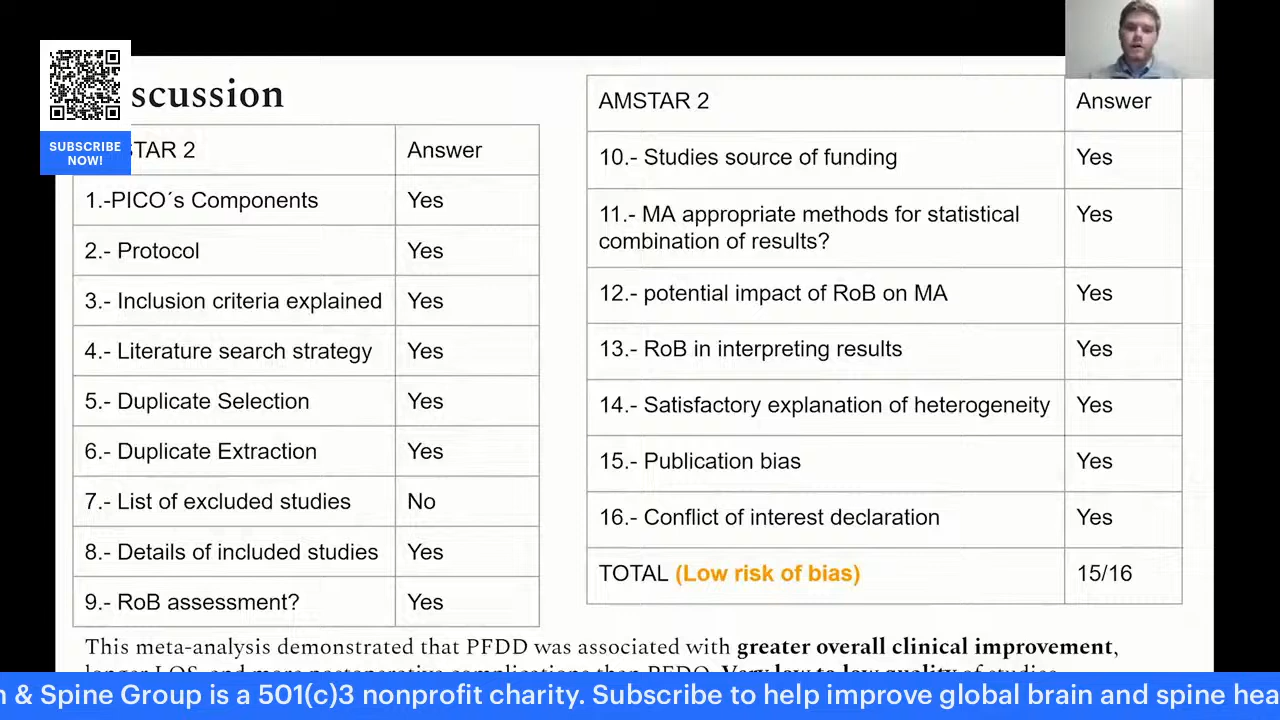 scussion
SUBSCRIBE
NOW!
STAR 2 Answer
1.-PICO´s Components Yes
2.- Protocol Yes
3.- Inclusion criteria explained Yes
4.- Literature search strategy Yes
5.- Duplicate Selection Yes
6.- Duplicate Extraction Yes
7.- List of excluded studies No
8.- Details of included studies Yes
9.- RoB assessment? Yes
AMSTAR 2 Answer
10.- Studies source of funding Yes
11.- MA appropriate methods for statistical Yes
combination of results?
12.- potential impact of RoB on MA Yes
13.- RoB in interpreting results Yes
14.- Satisfactory explanation of heterogeneity Yes
15.- Publication bias Yes
16.- Conflict of interest declaration Yes
TOTAL (Low risk of bias) 15/16
This meta-analysis demonstrated that PFDD was associated with greater overall clinical improvement,
n & Spine Group is a 501(c)3 nonprofit charity. Subscribe to help improve global brain and spine hea